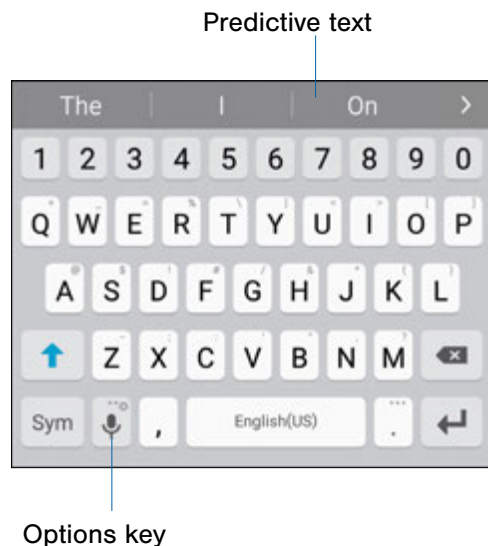 Predictive text
The I On >
1 2 3 4 5 6 7 8 9 0
Q W E R T Y U I O P
A S D F G H J K L
Z X C V B N M
Sym , English(US) .
Options key